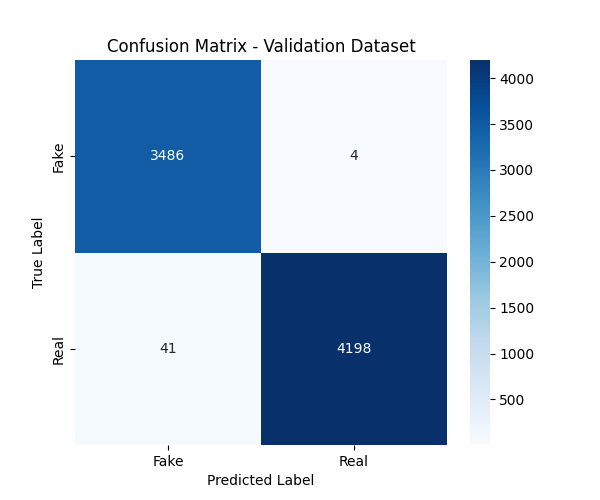 Confusion Matrix - Validation Dataset
True Label
Fake
Real
3486
4
41
4198
Fake
Real
Predicted Label
4000
3500
3000
2500
2000
1500
1000
500